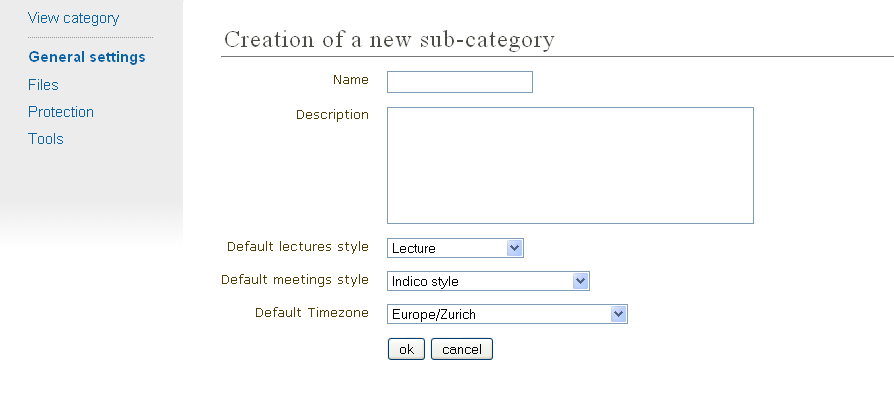 View category
General settings
Files
Protection
Tools
Creation of a new sub-category
Name
Description
Default lectures style
Lecture
Default meetings style
Indico style
Default Timezone
Europe/Zurich
ok
cancel